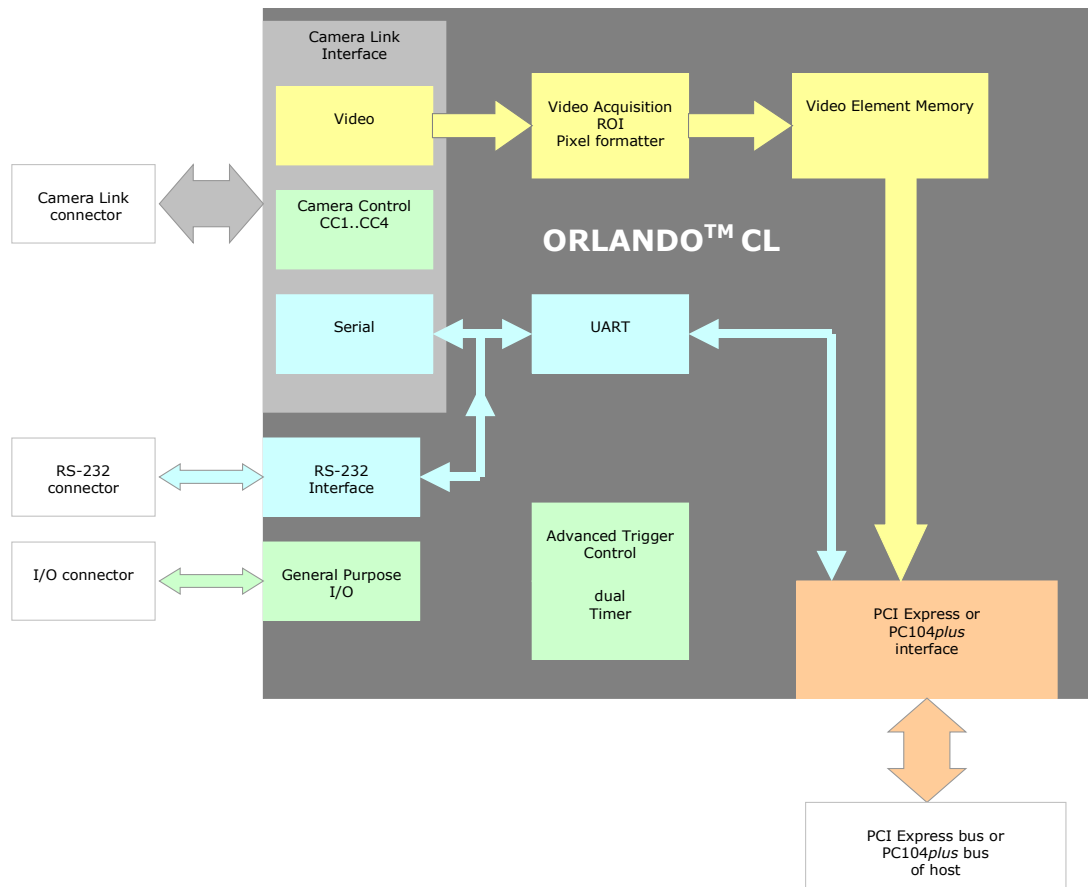 Camera Link
Interface
Video
Video Acquisition
ROI
Pixel formatter
Video Element Memory
Camera Link
connector
Camera Control
CC1..CC4
ORLANDO™ CL
Serial
UART
RS-232
connector
RS-232
Interface
I/O connector
General Purpose
I/O
Advanced Trigger
Control
dual
Timer
PCI Express or
PC104plus
interface
PCI Express bus or
PC104plus bus
of host